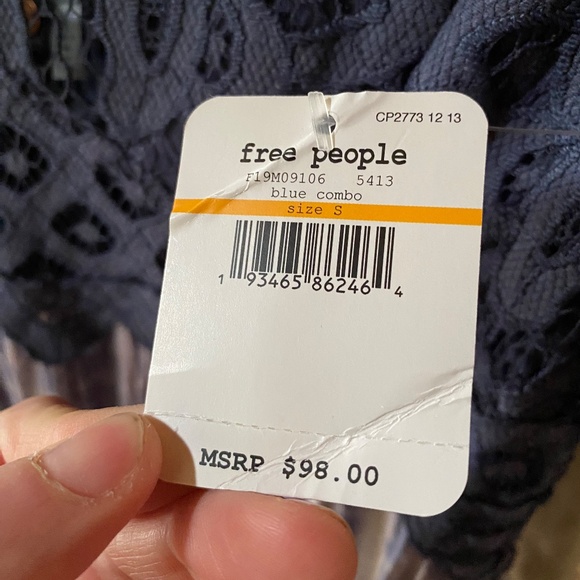 CP2773 12 13
free people
F19M09106 5413
blue combo
size S
1 93465 86246 4
MSRP $98.00